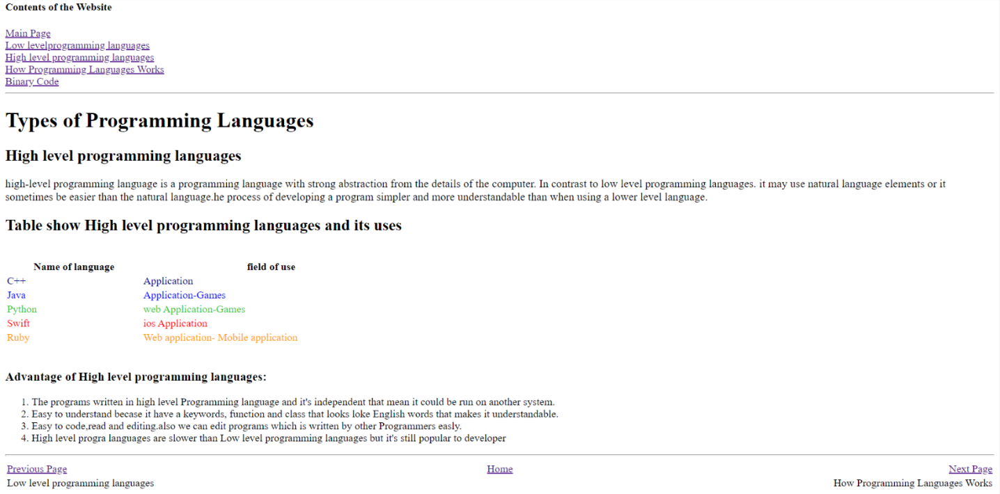 Contents of the Website
Main Page
Low levelprogramming languages
High level programming languages
How Programming Languages Works
Binary Code
Types of Programming Languages
High level programming languages
high-level programming language is a programming language with strong abstraction from the details of the computer. In contrast to low level programming languages. it may use natural language elements or it
sometimes be easier than the natural language.he process of developing a program simpler and more understandable than when using a lower level language.
Table show High level programming languages and its uses
Name of language field of use
C++ Application
Java Application-Games
Python web Application-Games
Swift ios Application
Ruby Web application- Mobile application
Advantage of High level programming languages:
1. The programs written in high level Programming language and it's independent that mean it could be run on another system.
2. Easy to understand becase it have a keywords, function and class that looks loke English words that makes it understandable.
3. Easy to code,read and editing.also we can edit programs which is written by other Programmers easly.
4. High level progra languages are slower than Low level programming languages but it's still popular to developer
Previous Page Home Next Page
Low level programming languages How Programming Languages Works